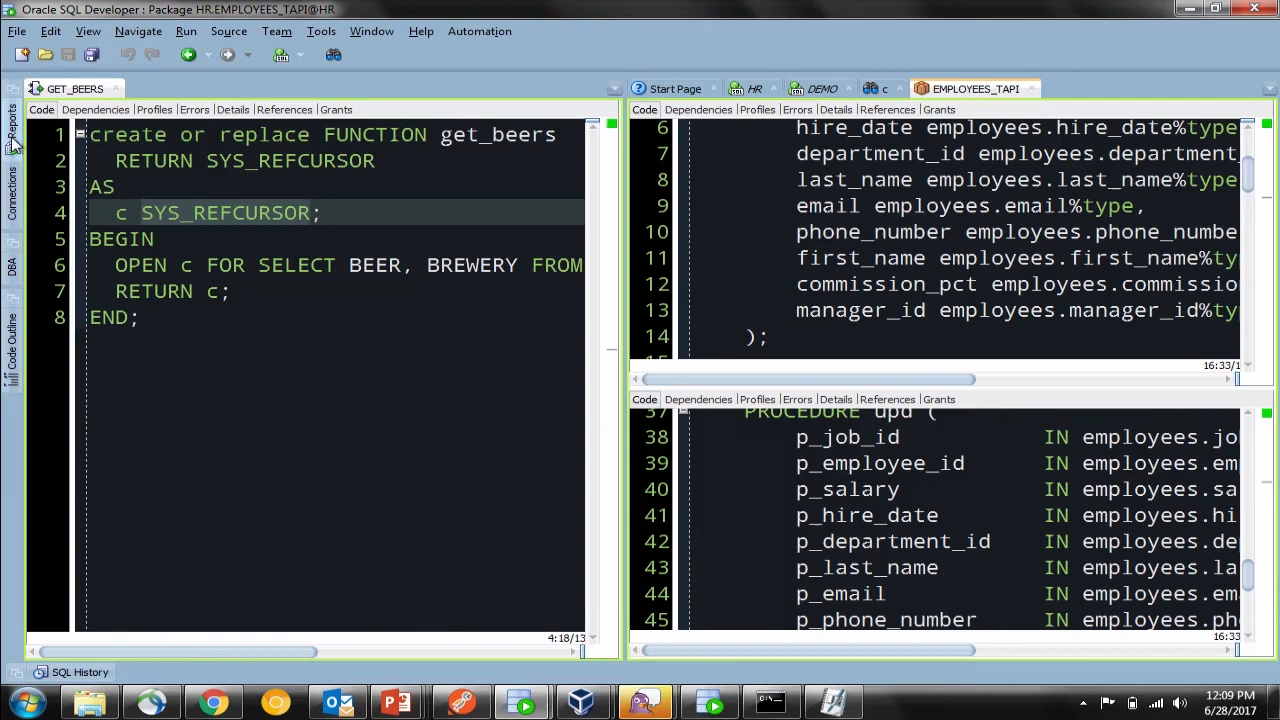 Oracle SQL Developer : Package HR.EMPLOYEES_TAPI@HR
File Edit View Navigate Run Source Team Tools Window Help Automation
GET_BEERS
Code Dependencies Profiles Errors Details References Grants
1 create or replace FUNCTION get_beers
2 RETURN SYS_REFCURSOR
3 AS
4 c SYS_REFCURSOR;
5 BEGIN
6 OPEN c FOR SELECT BEER, BREWERY FROM
7 RETURN c;
8 END;
4:18/13
Start Page HR DEMO c EMPLOYEES_TAPI
Code Dependencies Profiles Errors Details References Grants
6 hire_date employees.hire_date%type
7 department_id employees.department_
8 last_name employees.last_name%type
9 email employees.email%type,
10 phone_number employees.phone_numbe
11 first_name employees.first_name%t
12 commission_pct employees.commissio
13 manager_id employees.manager_id%ty
14 );
16:33/1
Code Dependencies Profiles Errors Details References Grants
37 PROCEDURE upd (
38 p_job_id IN employees.jo
39 p_employee_id IN employees.em
40 p_salary IN employees.sa
41 p_hire_date IN employees.hi
42 p_department_id IN employees.de
43 p_last_name IN employees.la
44 p_email IN employees.em
45 p_phone_number IN employees.ph
16:33
Reports
Connections
DBA
Code Outline
SQL History
12:09 PM
6/28/2017